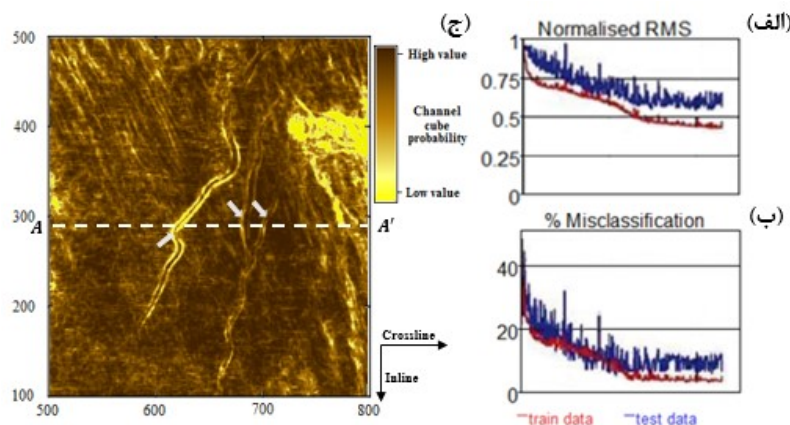 (الف)
Normalised RMS
1
0.75
0.5
0.25
0
(ب)
% Misclassification
40
20
0
train data
test data
(ج)
500
400
300
200
100
500
600
700
800
A
A'
High value
Channel
cube
probability
Low value
Crossline
Inline